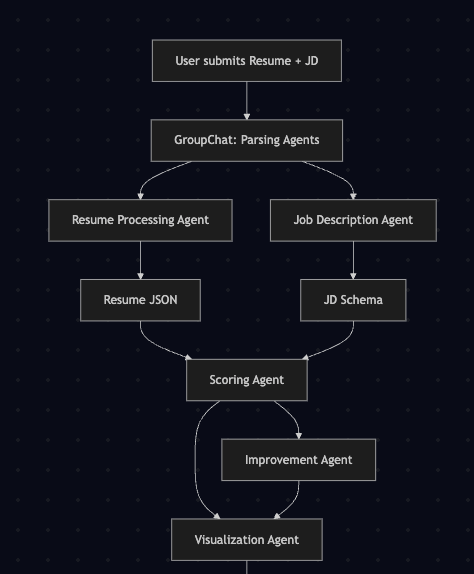 User submits Resume + JD
GroupChat: Parsing Agents
Resume Processing Agent
Job Description Agent
Resume JSON
JD Schema
Scoring Agent
Improvement Agent
Visualization Agent